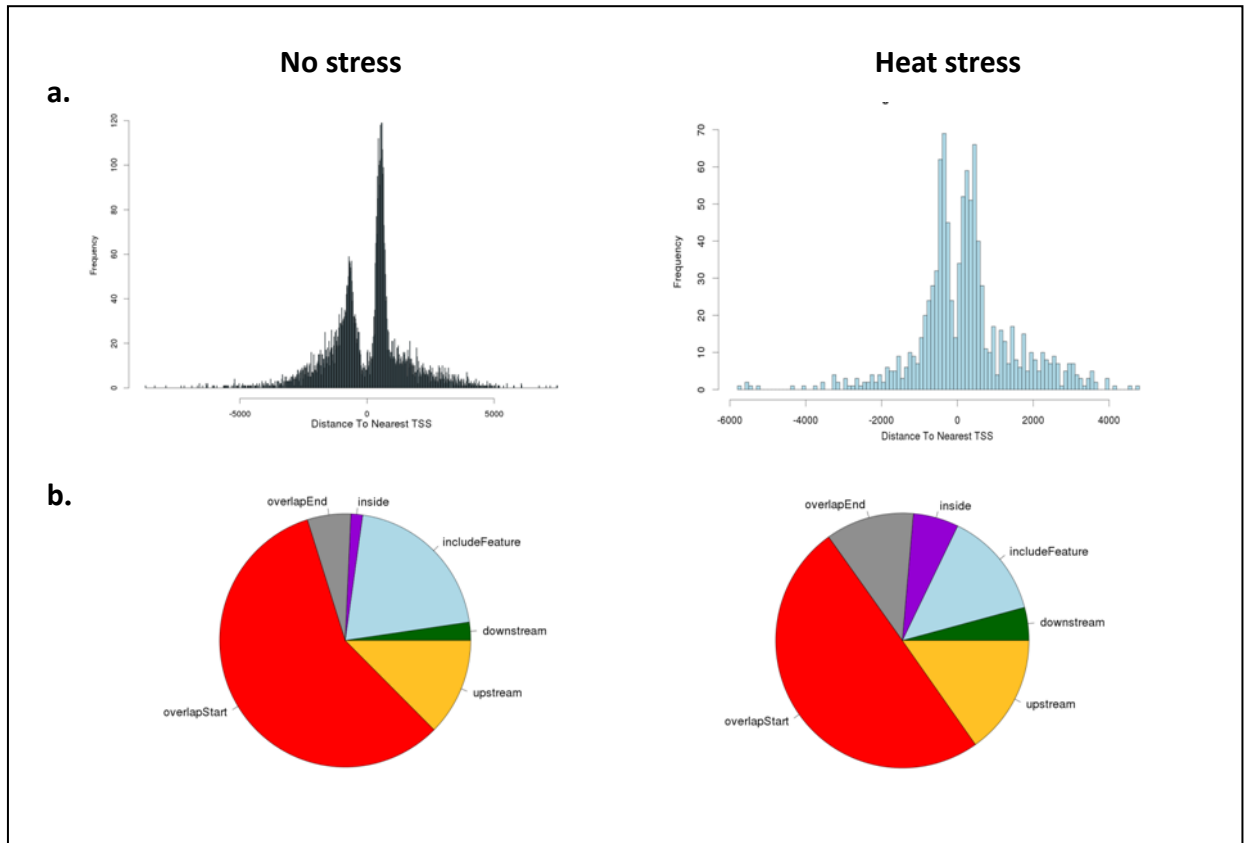 No stress
Heat stress
a.
120
100
80
60
40
20
0
Frequency
-5000
0
5000
Distance To Nearest TSS
70
60
50
40
30
20
10
0
Frequency
-6000
-4000
-2000
0
2000
4000
Distance To Nearest TSS
b.
overlapEnd
inside
includeFeature
downstream
upstream
overlapStart
overlapEnd
inside
includeFeature
downstream
upstream
overlapStart